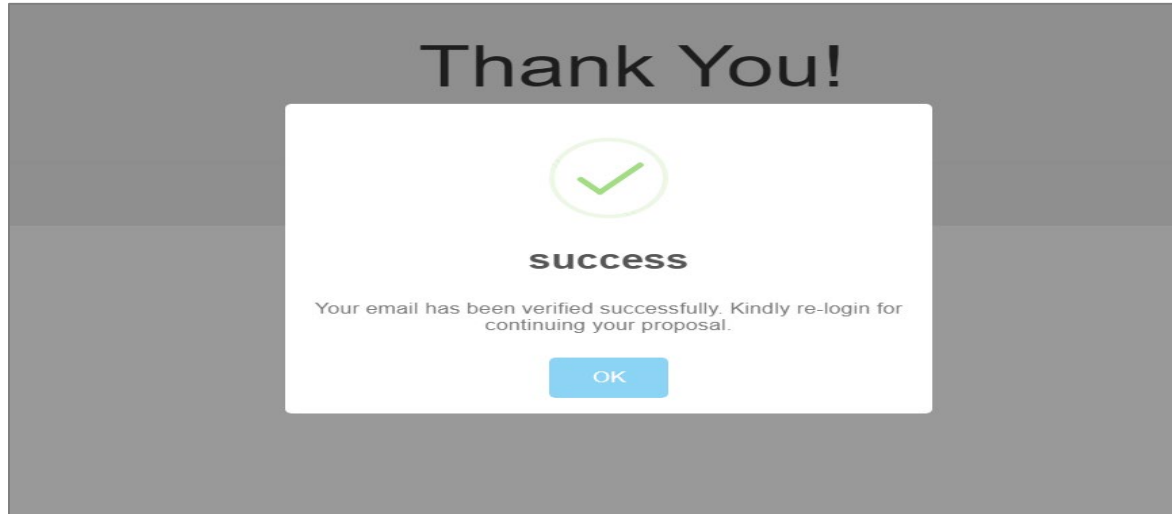 Thank You!
success
Your email has been verified successfully. Kindly re-login for
continuing your proposal.
OK